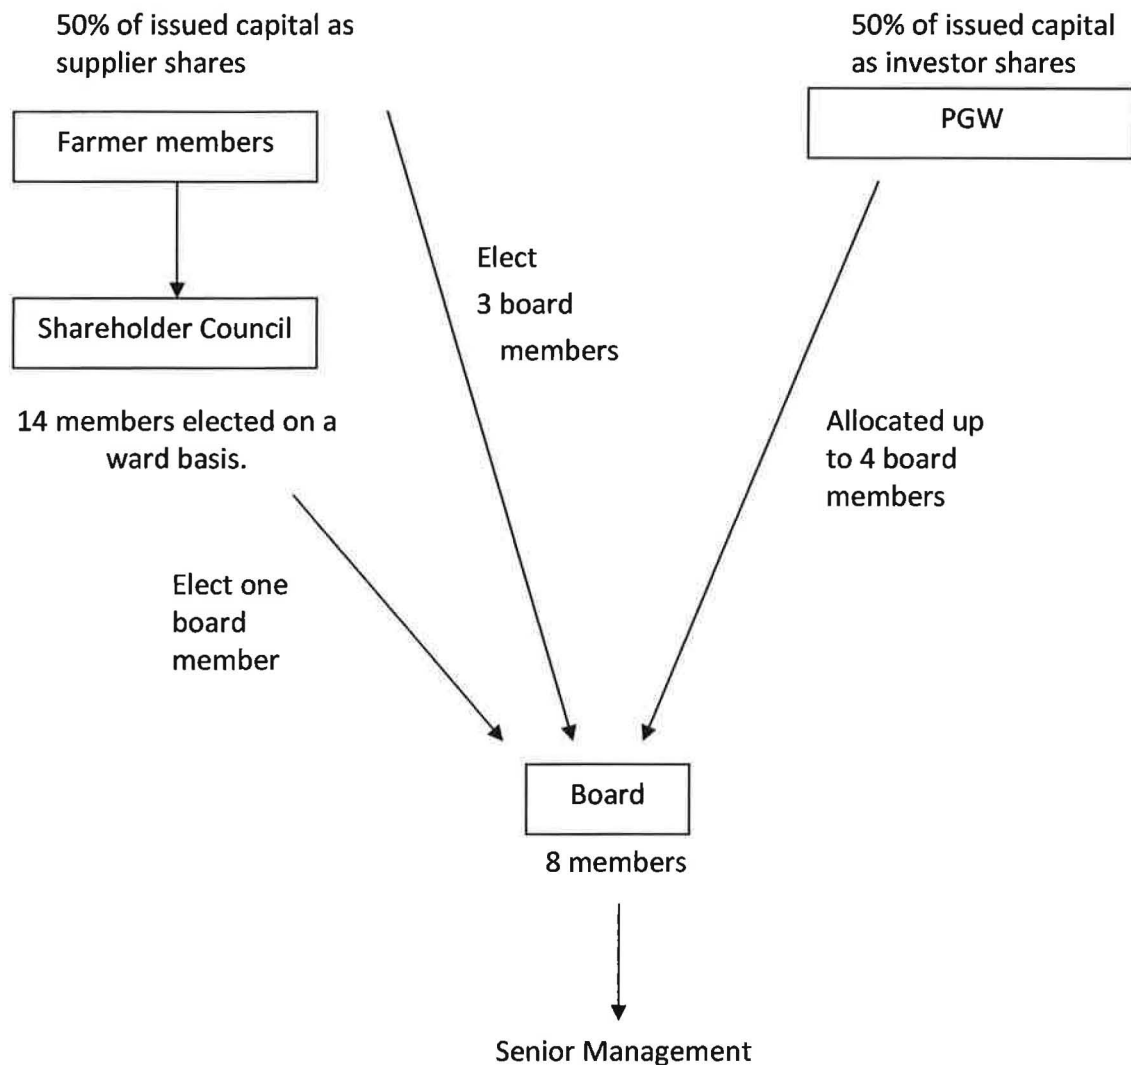 50% of issued capital as
supplier shares
50% of issued capital
as investor shares
Farmer members
PGW
Elect
3 board
members
Shareholder Council
14 members elected on a
ward basis.
Allocated up
to 4 board
members
Elect one
board
member
Board
8 members
Senior Management